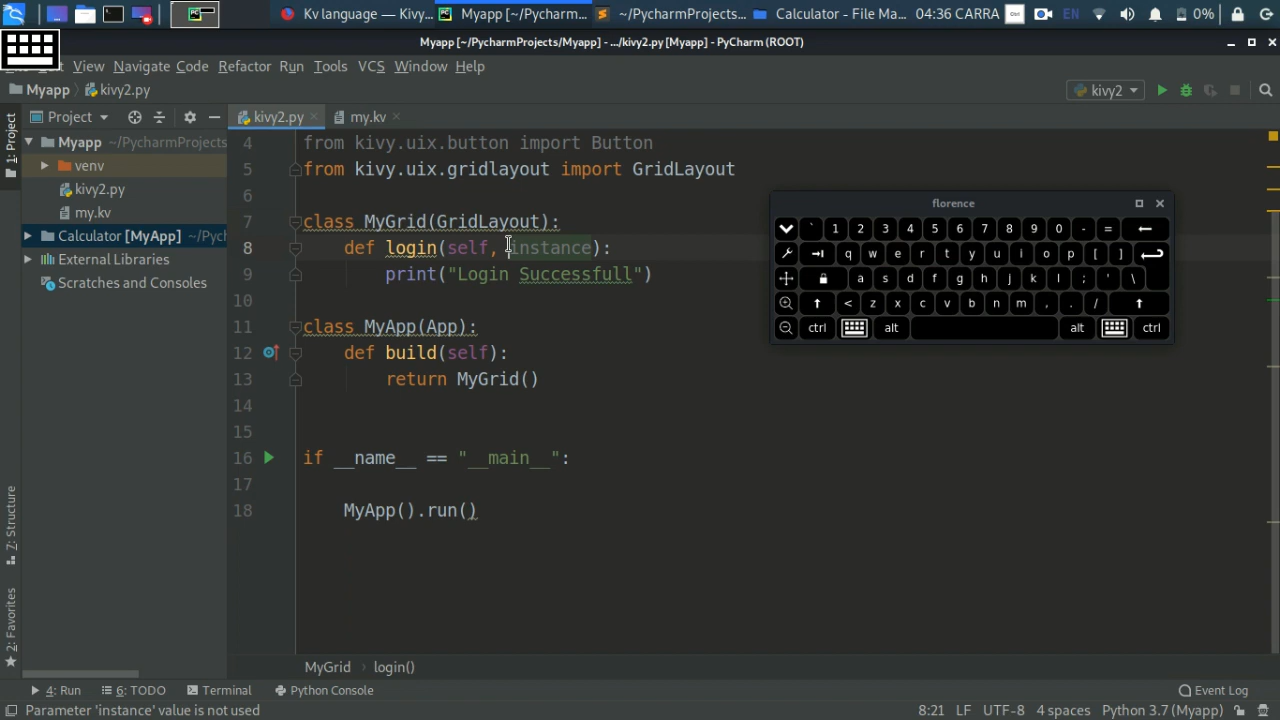 Kv language — Kivy...
Myapp [~/Pycharm...
~/PycharmProjects...
Calculator - File Ma...
04:36 CARRA
Ctrl
EN
0%
Myapp [~/PycharmProjects/Myapp] - .../kivy2.py [Myapp] - PyCharm (ROOT)
View
Navigate
Code
Refactor
Run
Tools
VCS
Window
Help
Myapp
kivy2.py
kivy2
1: Project
Project
kivy2.py
my.kv
Myapp ~/PycharmProjects
venv
kivy2.py
my.kv
Calculator [MyApp] ~/Pych
External Libraries
Scratches and Consoles
4 from kivy.uix.button import Button
5 from kivy.uix.gridlayout import GridLayout
6
7 class MyGrid(GridLayout):
8 def login(self, instance):
9 print("Login Successfull")
10
11 class MyApp(App):
12 def build(self):
13 return MyGrid()
14
15
16 if __name__ == "__main__":
17
18 MyApp().run()
florence
` 1 2 3 4 5 6 7 8 9 0 - =
q w e r t y u i o p [ ]
a s d f g h j k l ; ' \
< z x c v b n m , . /
ctrl alt alt ctrl
7: Structure
2: Favorites
MyGrid
login()
4: Run
6: TODO
Terminal
Python Console
Event Log
Parameter 'instance' value is not used
8:21 LF UTF-8 4 spaces Python 3.7 (Myapp)